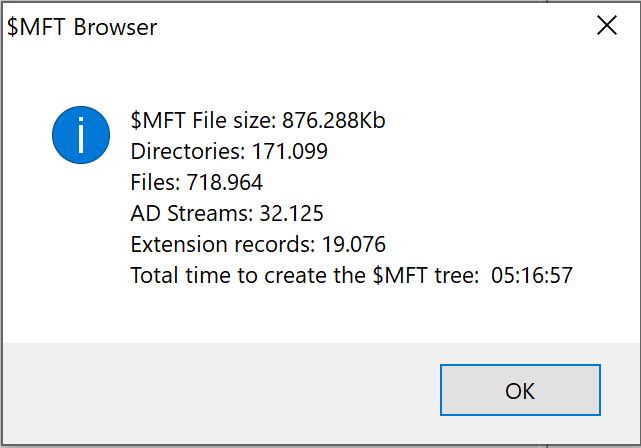 $MFT Browser
$MFT File size: 876.288Kb
Directories: 171.099
Files: 718.964
AD Streams: 32.125
Extension records: 19.076
Total time to create the $MFT tree:  05:16:57
OK